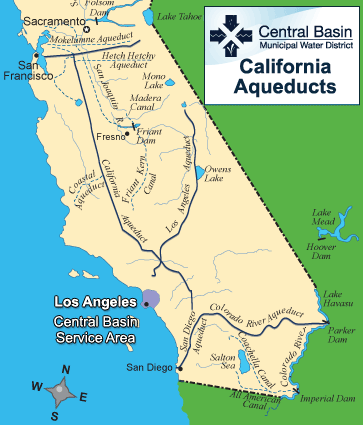 Folsom
Dam
Lake Tahoe
Sacramento
Mokelumne Aqueduct
Hetch Hetchy
Aqueduct
San
Francisco
Central Basin
Municipal Water District
California
Aqueducts
Mono
Lake
Madera
Canal
San Joaquin R.
Fresno
Friant
Dam
Friant Kern
Canal
Coastal
Aqueduct
California
Aqueduct
Los Angeles
Aqueduct
Owens
Lake
Lake
Mead
Hoover
Dam
Lake
Havasu
Los Angeles
Central Basin
Service Area
Colorado River Aqueduct
San Diego
Aqueduct
Parker
Dam
Colorado River
Salton
Sea
Coachella Canal
San Diego
All American
Canal
Imperial Dam
N
W
E
S